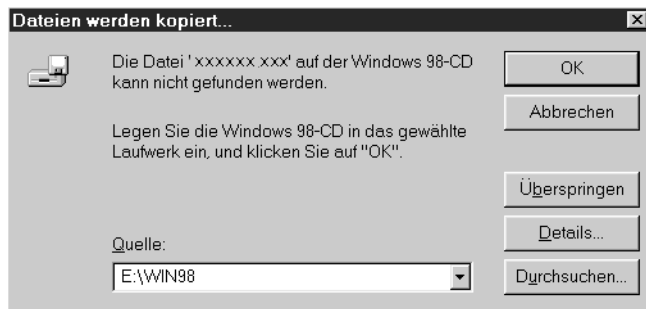 Dateien werden kopiert...
Die Datei 'xxxxxx.xxx' auf der Windows 98-CD
kann nicht gefunden werden.
Legen Sie die Windows 98-CD in das gewählte
Laufwerk ein, und klicken Sie auf "OK".
Quelle:
E:\WIN98
OK
Abbrechen
Überspringen
Details...
Durchsuchen...